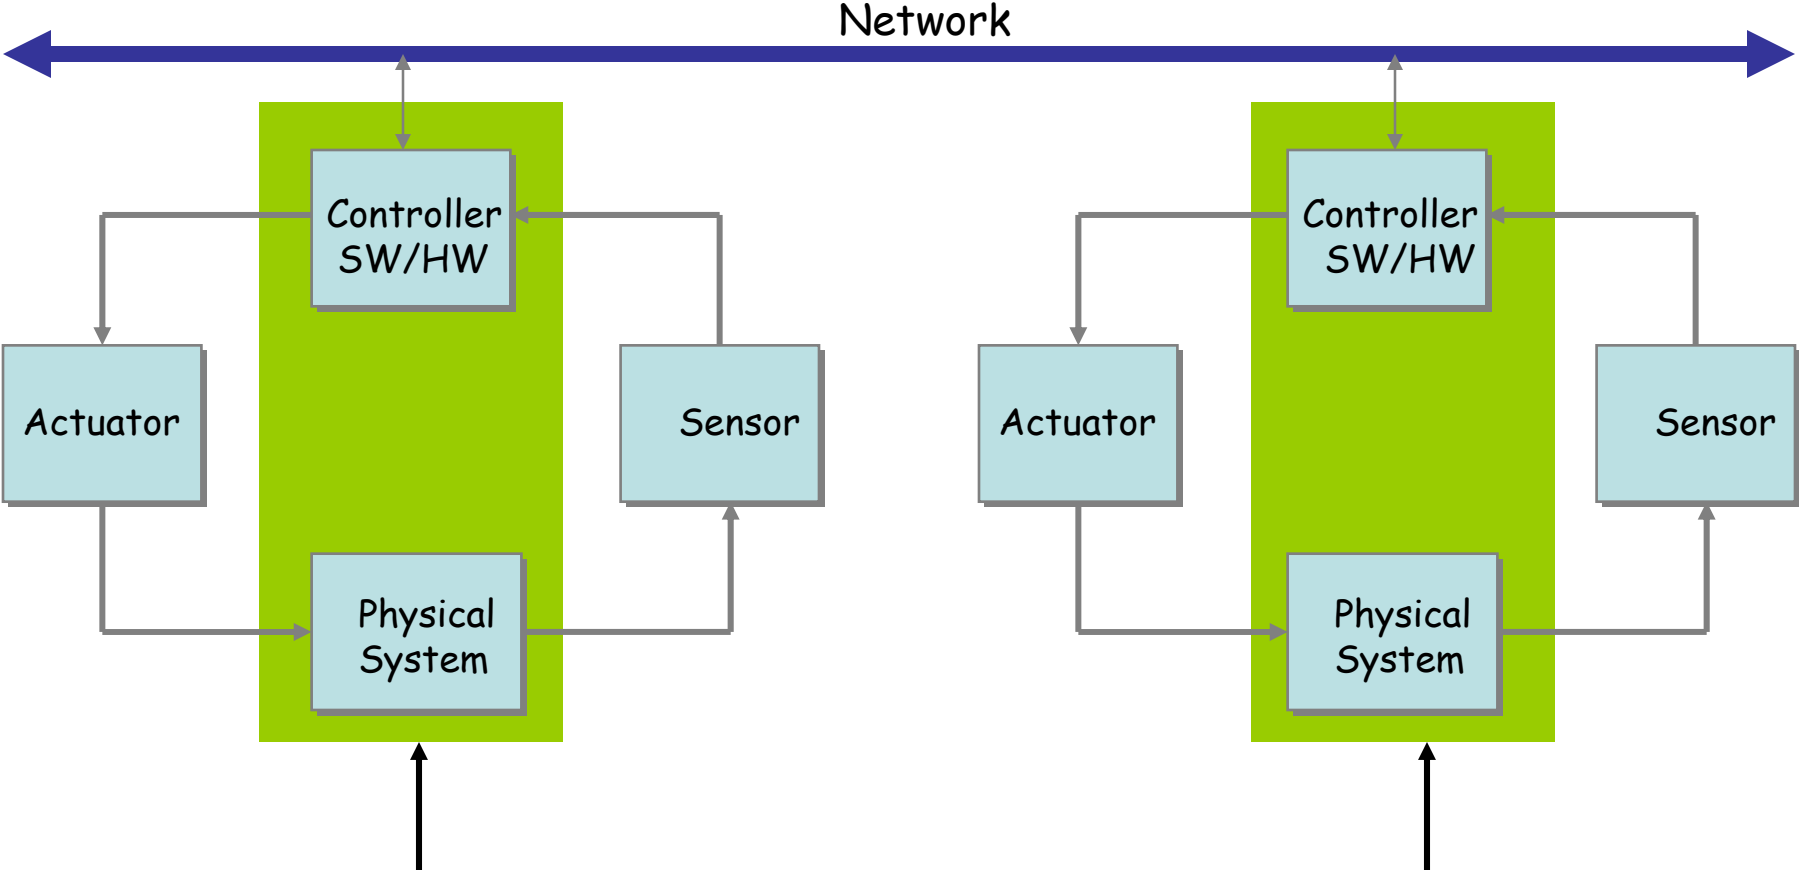 Network
Controller
SW/HW
Controller
SW/HW
Actuator
Sensor
Actuator
Sensor
Physical
System
Physical
System